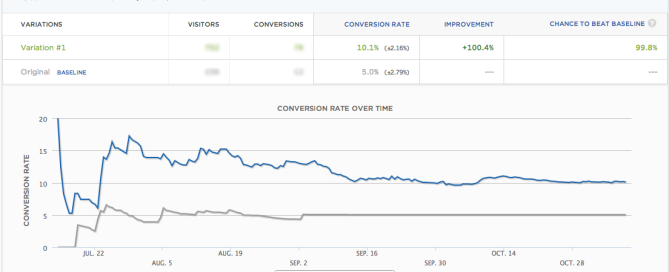 VARIATIONS VISITORS CONVERSIONS CONVERSION RATE IMPROVEMENT CHANCE TO BEAT BASELINE ?
Variation #1 10.1% (±2.16%) +100.4% 99.8%
Original BASELINE 5.0% (±2.79%) --- ---
CONVERSION RATE OVER TIME
CONVERSION RATE
20
15
10
5
0
JUL. 22 AUG. 19 SEP. 16 OCT. 14
AUG. 5 SEP. 2 SEP. 30 OCT. 28